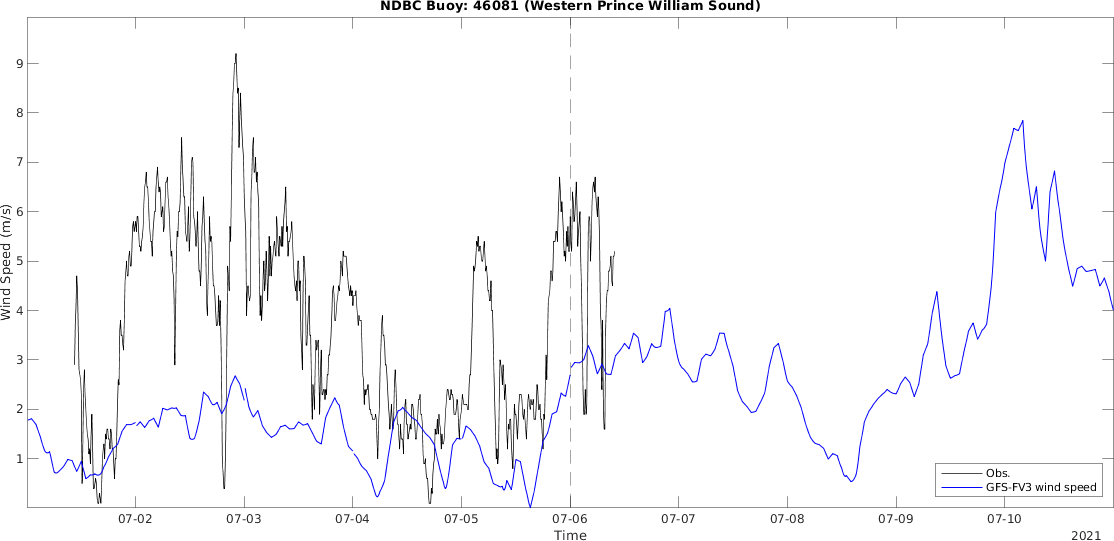 NDBC Buoy: 46081 (Western Prince William Sound)
Wind Speed (m/s)
9
8
7
6
5
4
3
2
1
Obs.
GFS-FV3 wind speed
07-02 07-03 07-04 07-05 07-06 07-07 07-08 07-09 07-10
Time
2021